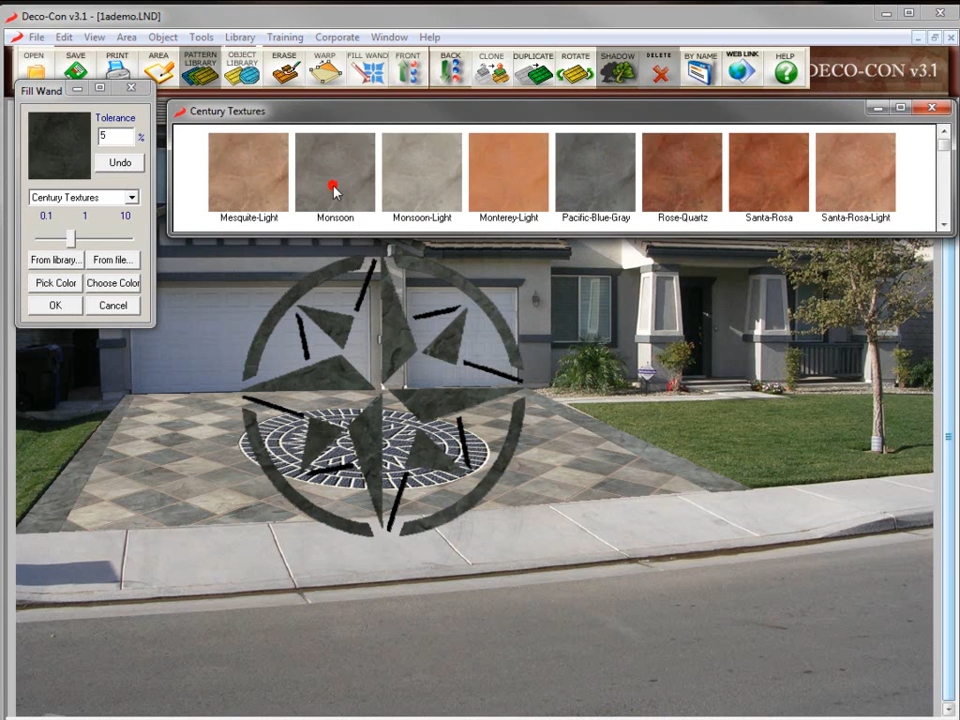 Deco-Con v3.1 - [1ademo.LND]
File Edit View Area Object Tools Library Training Corporate Window Help
OPEN SAVE PRINT AREA PATTERN LIBRARY OBJECT LIBRARY ERASE WARP FILL WAND FRONT BACK CLONE DUPLICATE ROTATE SHADOW DELETE BY NAME WEB LINK HELP DECO-CON v3.1
Fill Wand
Tolerance
5 %
Undo
Century Textures
0.1 1 10
From library... From file...
Pick Color Choose Color
OK Cancel
Century Textures
Mesquite-Light Monsoon Monsoon-Light Monterey-Light Pacific-Blue-Gray Rose-Quartz Santa-Rosa Santa-Rosa-Light